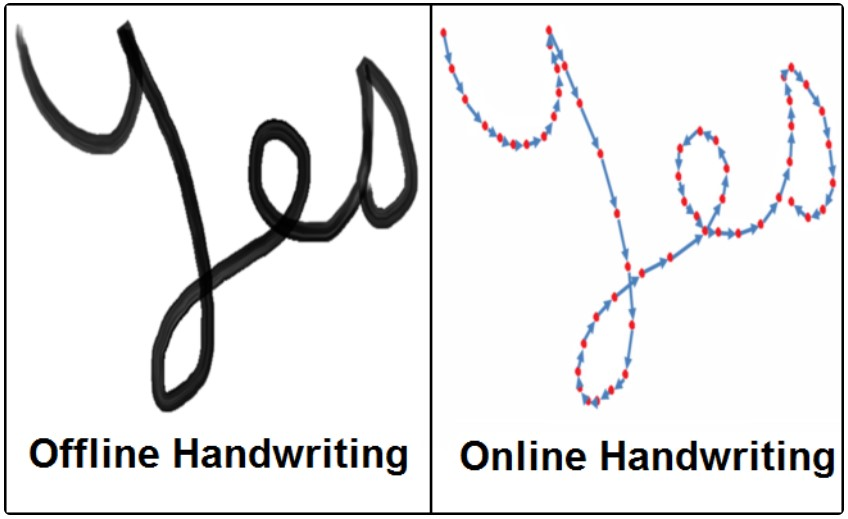 yes
Offline Handwriting
yes
Online Handwriting